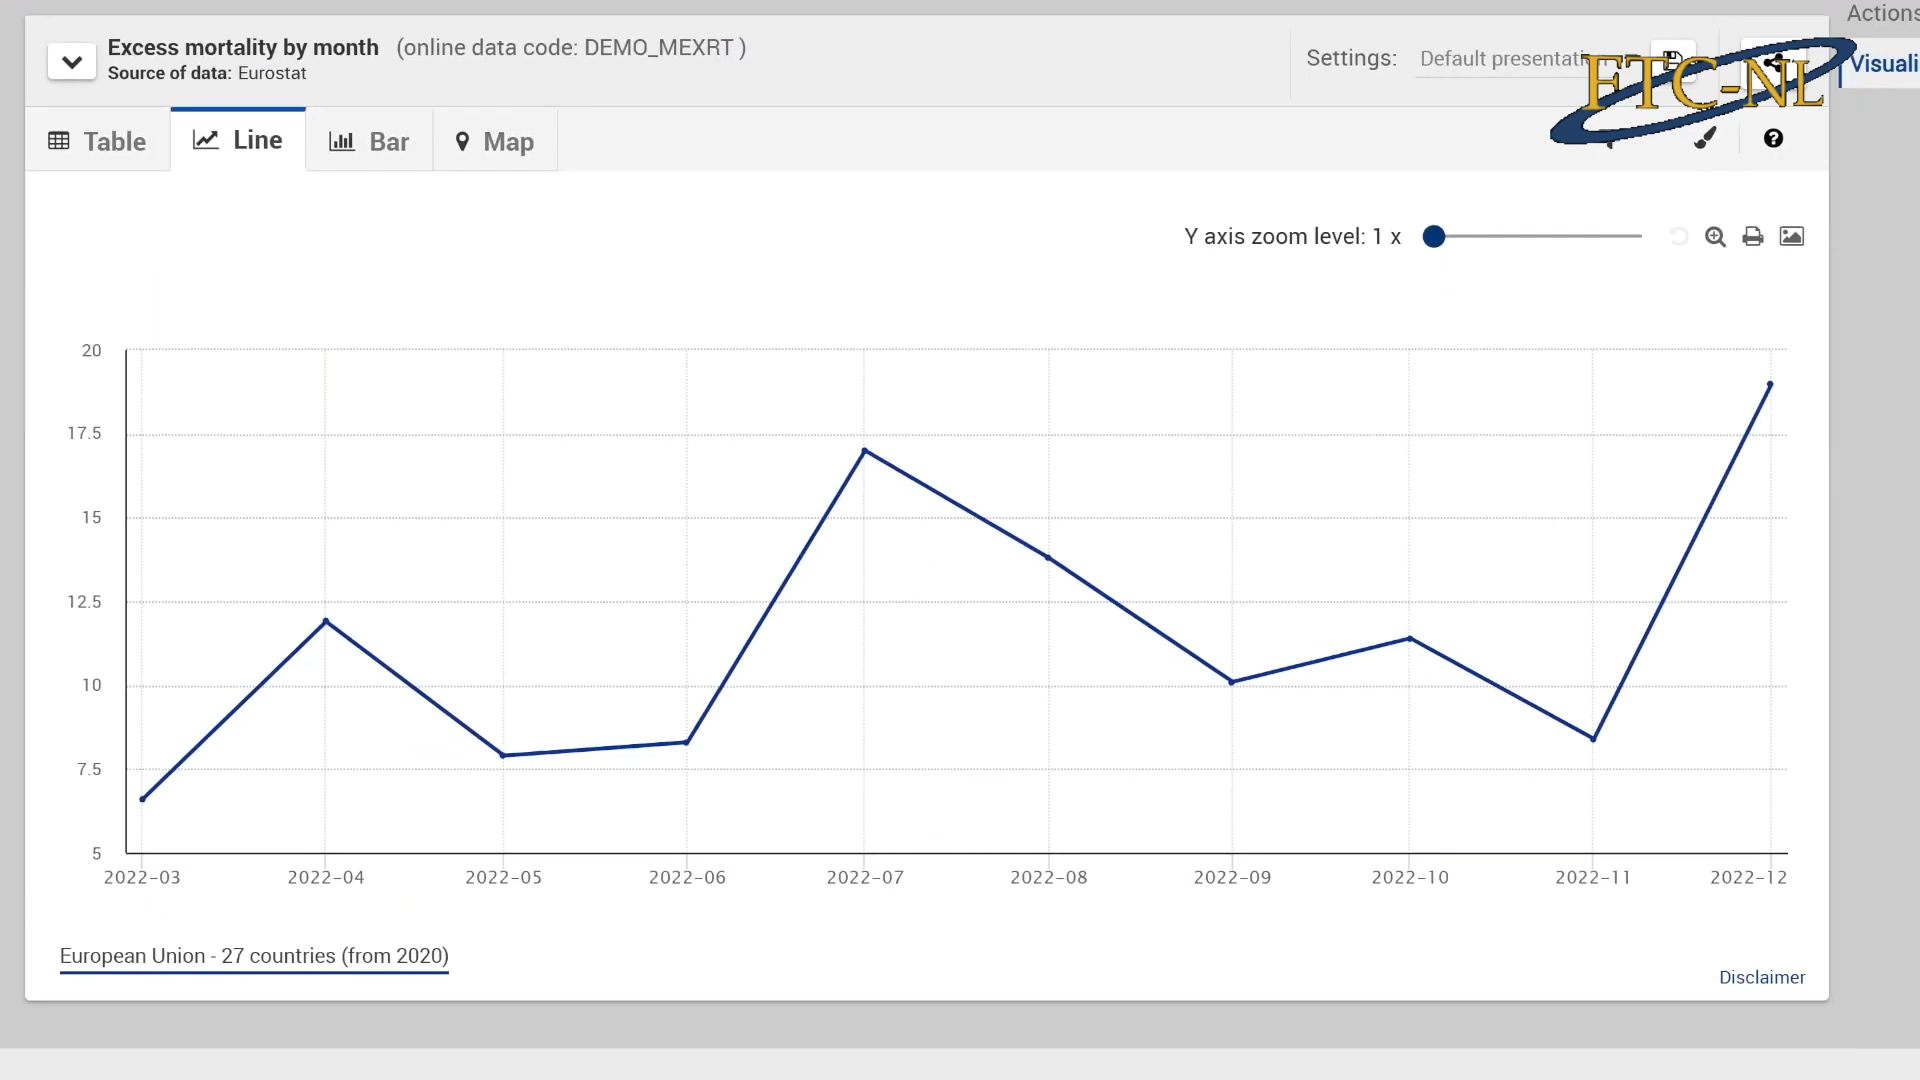 Actions
Excess mortality by month (online data code: DEMO_MEXRT )
Source of data: Eurostat
Settings: Default presentati
ETC-NL
Visuali
Table
Line
Bar
Map
Y axis zoom level: 1 x
20
17.5
15
12.5
10
7.5
5
2022-03 2022-04 2022-05 2022-06 2022-07 2022-08 2022-09 2022-10 2022-11 2022-12
European Union - 27 countries (from 2020)
Disclaimer